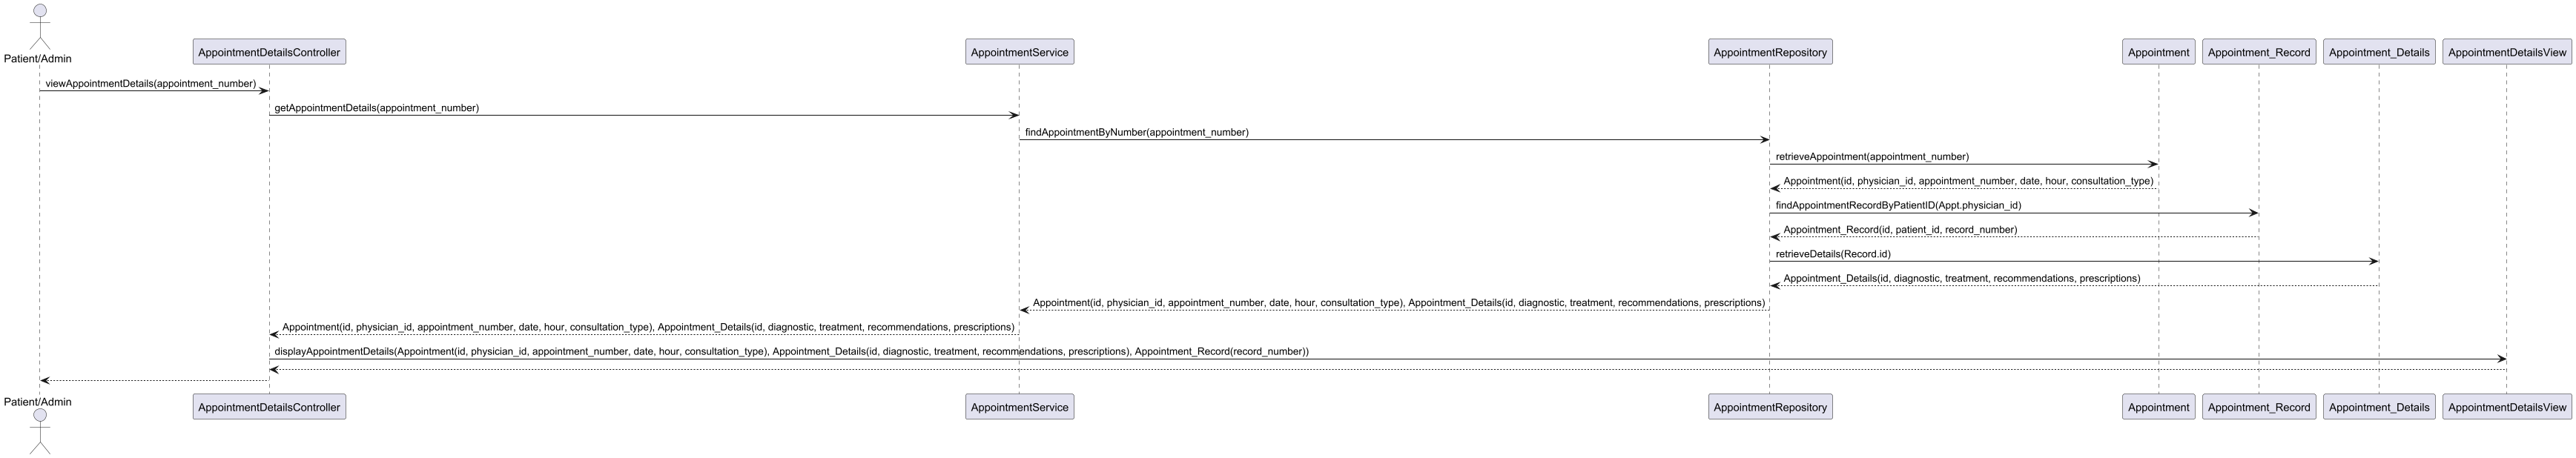 Patient/Admin
AppointmentDetailsController
AppointmentService
AppointmentRepository
Appointment
Appointment_Record
Appointment_Details
AppointmentDetailsView
viewAppointmentDetails(appointment_number)
getAppointmentDetails(appointment_number)
findAppointmentByNumber(appointment_number)
retrieveAppointment(appointment_number)
Appointment(id, physician_id, appointment_number, date, hour, consultation_type)
findAppointmentRecordByPatientID(Appt.physician_id)
Appointment_Record(id, patient_id, record_number)
retrieveDetails(Record.id)
Appointment_Details(id, diagnostic, treatment, recommendations, prescriptions)
Appointment(id, physician_id, appointment_number, date, hour, consultation_type), Appointment_Details(id, diagnostic, treatment, recommendations, prescriptions)
Appointment(id, physician_id, appointment_number, date, hour, consultation_type), Appointment_Details(id, diagnostic, treatment, recommendations, prescriptions)
displayAppointmentDetails(Appointment(id, physician_id, appointment_number, date, hour, consultation_type), Appointment_Details(id, diagnostic, treatment, recommendations, prescriptions), Appointment_Record(record_number))
Patient/Admin
AppointmentDetailsController
AppointmentService
AppointmentRepository
Appointment
Appointment_Record
Appointment_Details
AppointmentDetailsView